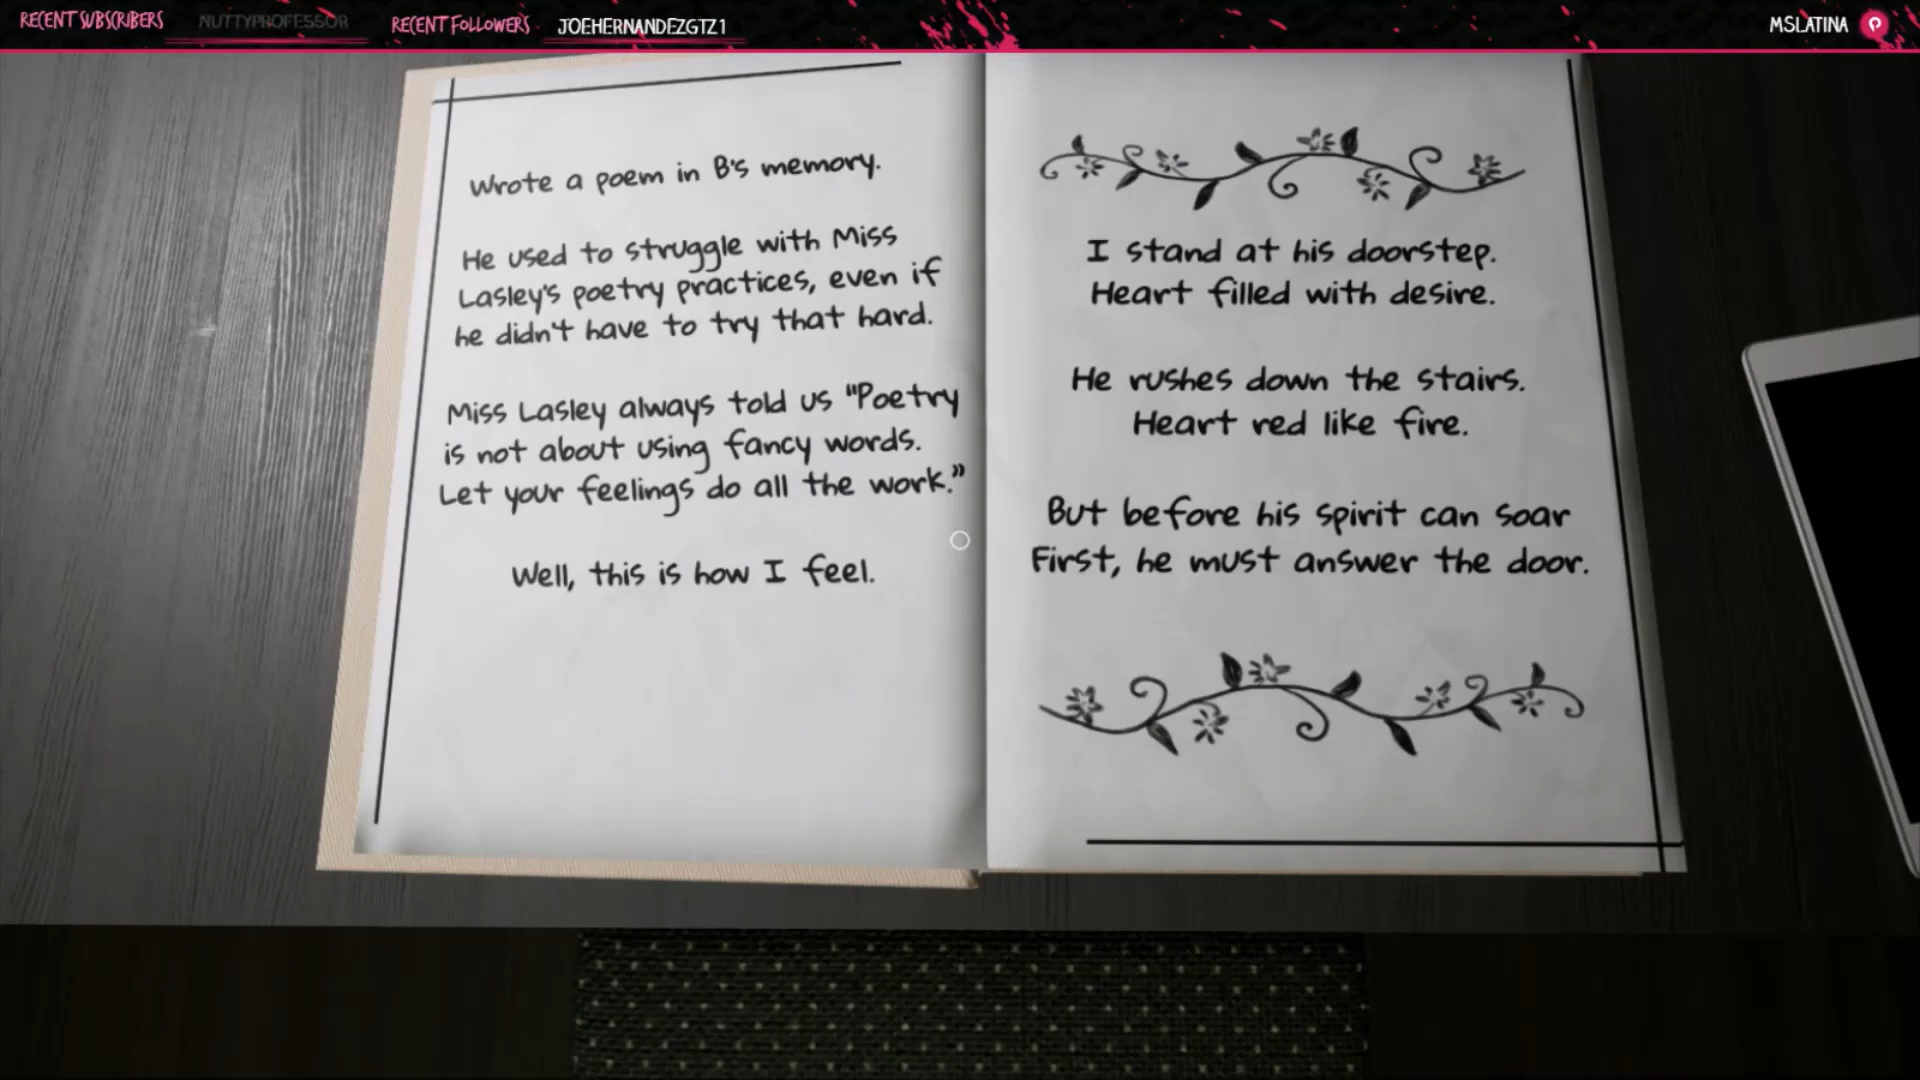 RECENT SUBSCRIBERS
NUTTYPROFESSOR
RECENT FOLLOWERS
JOEHERNANDEZGTZ1
MSLATINA
Wrote a poem in B's memory.
He used to struggle with Miss
Lasley's poetry practices, even if
he didn't have to try that hard.
Miss Lasley always told us "Poetry
is not about using fancy words.
Let your feelings do all the work."
Well, this is how I feel.
I stand at his doorstep.
Heart filled with desire.
He rushes down the stairs.
Heart red like fire.
But before his spirit can soar
First, he must answer the door.